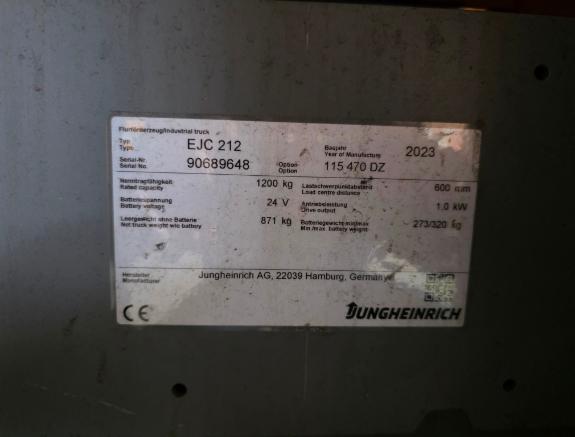 Flurförderzeug/Industrial truck
Typ EJC 212 Baujahr 2023
Type Year of Manufacture
Serial-Nr. 90689648 Option 115 470 DZ
Serial No. Option
Nenntragfähigkeit 1200 kg Lastschwerpunktabstand 600 mm
Rated capacity Load centre distance
Batteriespannung 24 V Antriebsleistung 1.0 kW
Battery voltage Drive output
Leergewicht ohne Batterie 871 kg Batteriegewicht min/max 273/320 kg
Net truck weight w/o battery Min./max. battery weight
Hersteller Jungheinrich AG, 22039 Hamburg, Germany
Manufacturer
CE JUNGHEINRICH